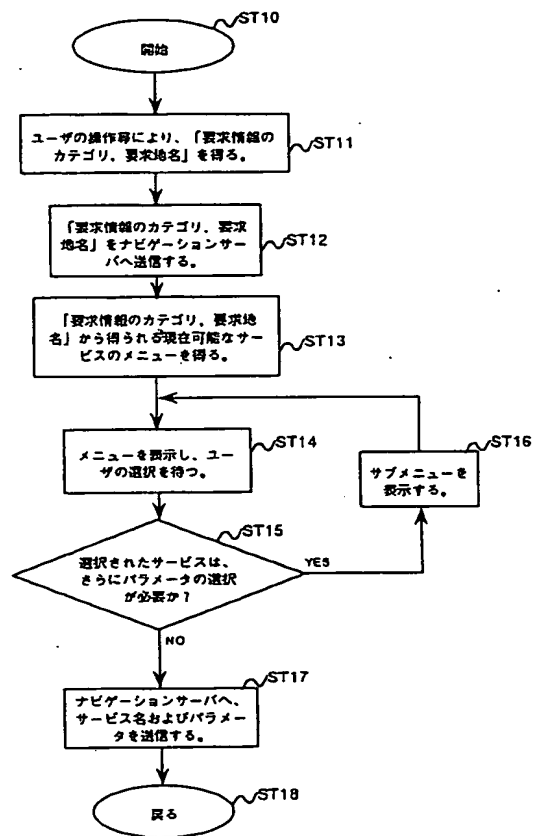 ST10
開始
ユーザの操作等により、「要求情報の
カテゴリ、要求地名」を得る。
ST11
「要求情報のカテゴリ、要求
地名」をナビゲーションサー
バへ送信する。
ST12
「要求情報のカテゴリ、要求地
名」から得られる現在可能なサー
ビスのメニューを得る。
ST13
メニューを表示し、ユー
ザの選択を待つ。
ST14
ST16
サブメニューを
表示する。
ST15
選択されたサービスは、
さらにパラメータの選択
が必要か？
YES
NO
ST17
ナビゲーションサーバへ、
サービス名およびパラメー
タを送信する。
戻る
ST18